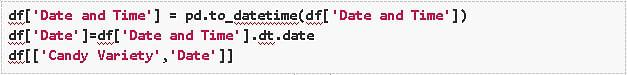 df['Date and Time'] = pd.to_datetime(df['Date and Time'])
df['Date']=df['Date and Time'].dt.date
df[['Candy Variety','Date']]